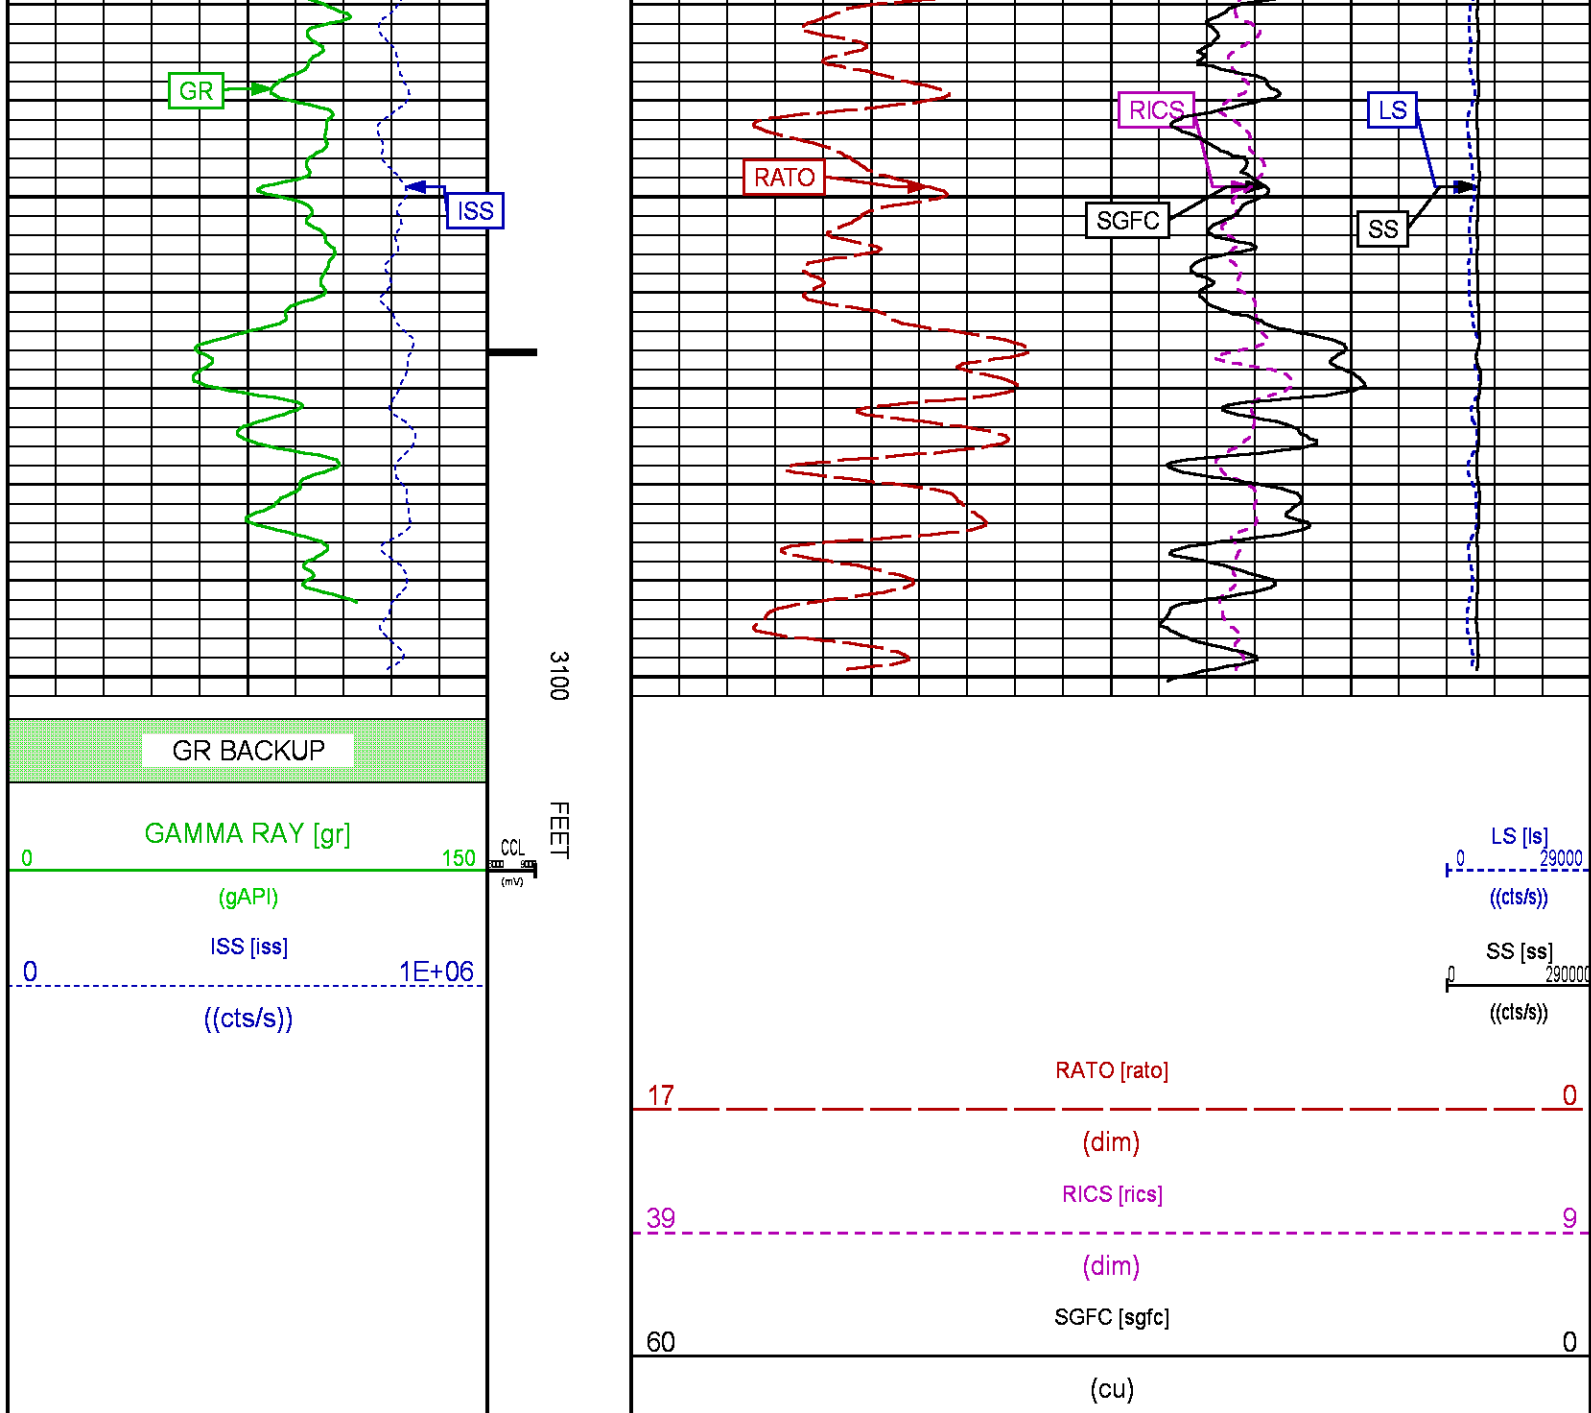 GR
ISS
RATO
RICS
SGFC
LS
SS
3100
GR BACKUP
FEET
GAMMA RAY [gr]
0 150
(gAPI)
CCL
(mV)
ISS [iss]
0 1E+06
((cts/s))
LS [ls]
0 29000
((cts/s))
SS [ss]
0 290000
((cts/s))
RATO [rato]
17 0
(dim)
RICS [rics]
39 9
(dim)
SGFC [sgfc]
60 0
(cu)